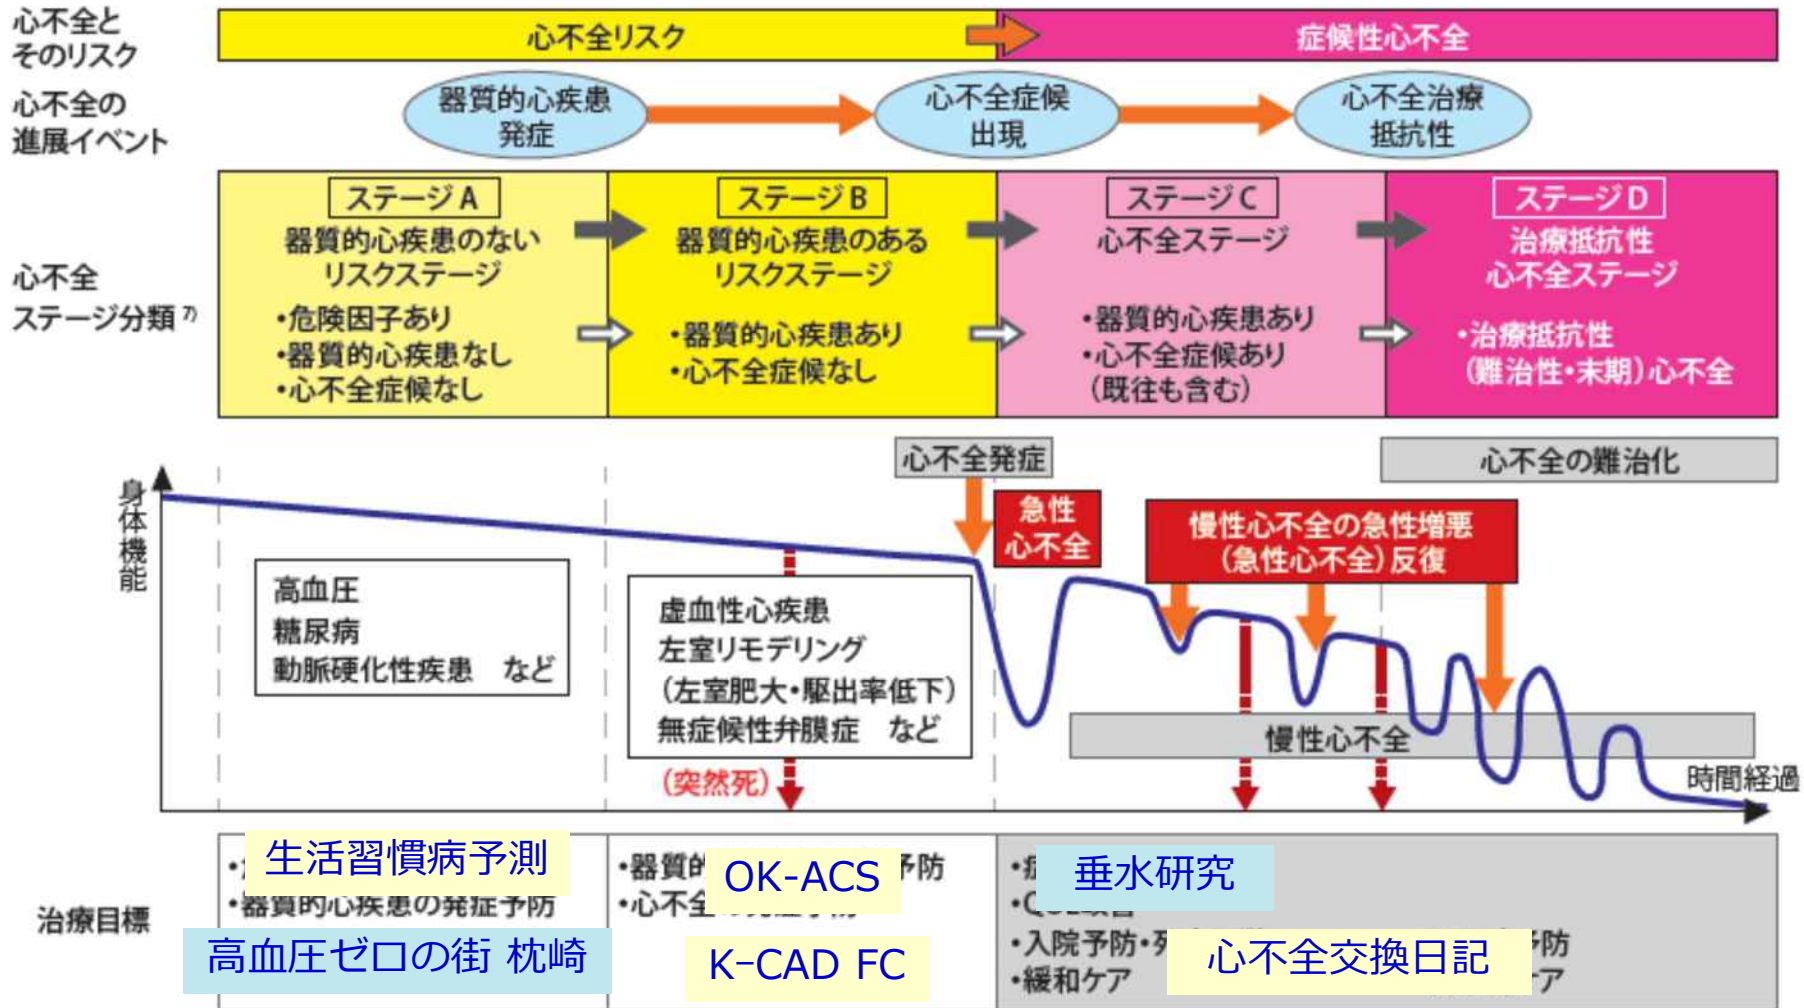 心不全と
そのリスク
心不全リスク
症候性心不全
心不全の
進展イベント
器質的心疾患
発症
心不全症候
出現
心不全治療
抵抗性
心不全
ステージ分類 7)
ステージA
器質的心疾患のない
リスクステージ
・危険因子あり
・器質的心疾患なし
・心不全症候なし
ステージB
器質的心疾患のある
リスクステージ
・器質的心疾患あり
・心不全症候なし
ステージC
心不全ステージ
・器質的心疾患あり
・心不全症候あり
(既往も含む)
ステージD
治療抵抗性
心不全ステージ
・治療抵抗性
(難治性・末期)心不全
身体機能
心不全発症
心不全の難治化
急性
心不全
慢性心不全の急性増悪
(急性心不全)反復
高血圧
糖尿病
動脈硬化性疾患　など
虚血性心疾患
左室リモデリング
(左室肥大・駆出率低下)
無症候性弁膜症　など
(突然死)
慢性心不全
時間経過
治療目標
生活習慣病予測
・器質的心疾患の発症予防
高血圧ゼロの街 枕崎
・器質的
予防
OK-ACS
・心不全
K-CAD FC
垂水研究
・入院予防・死
予防
・緩和ケア
ケア
心不全交換日記